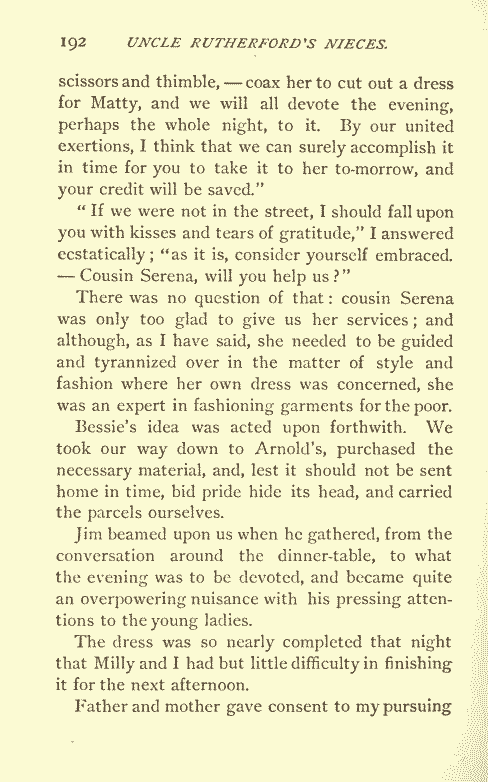 192 UNCLE RUTHERFORD'S NIECES.
scissors and thimble, — coax her to cut out a dress
for Matty, and we will all devote the evening,
perhaps the whole night, to it. By our united
exertions, I think that we can surely accomplish it
in time for you to take it to her to-morrow, and
your credit will be saved."
" If we were not in the street, I should fall upon
you with kisses and tears of gratitude," I answered
ecstatically ; "as it is, consider yourself embraced.
— Cousin Serena, will you help us ? "
There was no question of that : cousin Serena
was only too glad to give us her services ; and
although, as I have said, she needed to be guided
and tyrannized over in the matter of style and
fashion where her own dress was concerned, she
was an expert in fashioning garments for the poor.
Bessie's idea was acted upon forthwith. We
took our way down to Arnold's, purchased the
necessary material, and, lest it should not be sent
home in time, bid pride hide its head, and carried
the parcels ourselves.
Jim beamed upon us when he gathered, from the
conversation around the dinner-table, to what
the evening was to be devoted, and became quite
an overpowering nuisance with his pressing atten-
tions to the young ladies.
The dress was so nearly completed that night
that Milly and I had but little difficulty in finishing
it for the next afternoon.
Father and mother gave consent to my pursuing